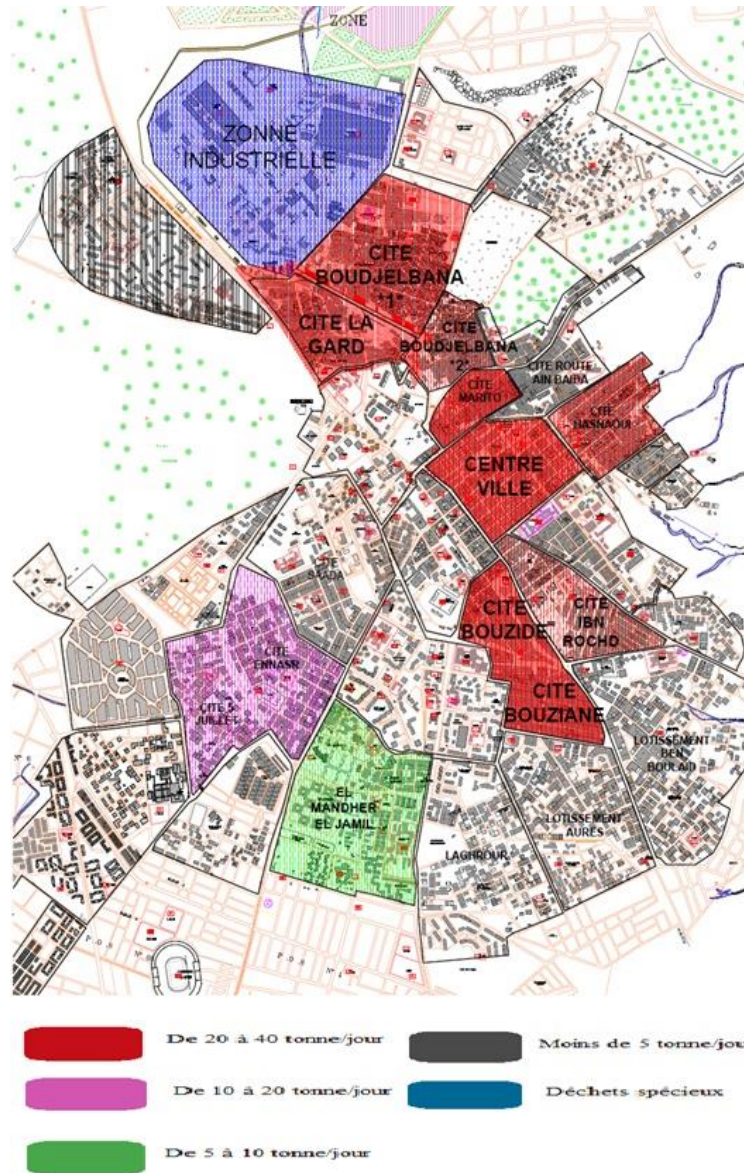 ZONE
ZONNE
INDUSTRIELLE
CITE
BOUDJELBANA
*1*
CITE LA
GARD
CITE
BOUDJELBANA
*2*
CITE ROUTE
AIN BAIDA
CITE
MARITO
CITE
HASNAOUI
CENTRE
VILLE
CITE
SAADA
CITE
BOUZIDE
CITE
IBN
ROCHD
CITE
ENNASR
CITE 5
JUILLET
CITE
BOUZIANE
LOTISSEMENT
BEN
BOULAID
EL
MANDHER
EL JAMIL
LOTISSEMENT
AURES
LAGHROUR
P.O.S
P.O.S
De 20 à 40 tonne/jour
Moins de 5 tonne/jou
De 10 à 20 tonne/jour
Déchets spécieux
De 5 à 10 tonne/jour